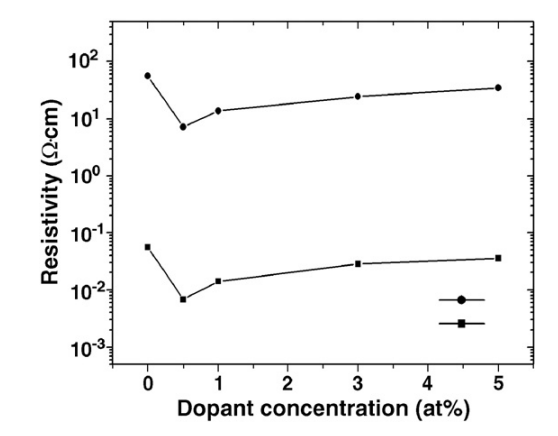 Resistivity (Ω·cm)
10²
10¹
10⁰
10⁻¹
10⁻²
10⁻³
0 1 2 3 4 5
Dopant concentration (at%)